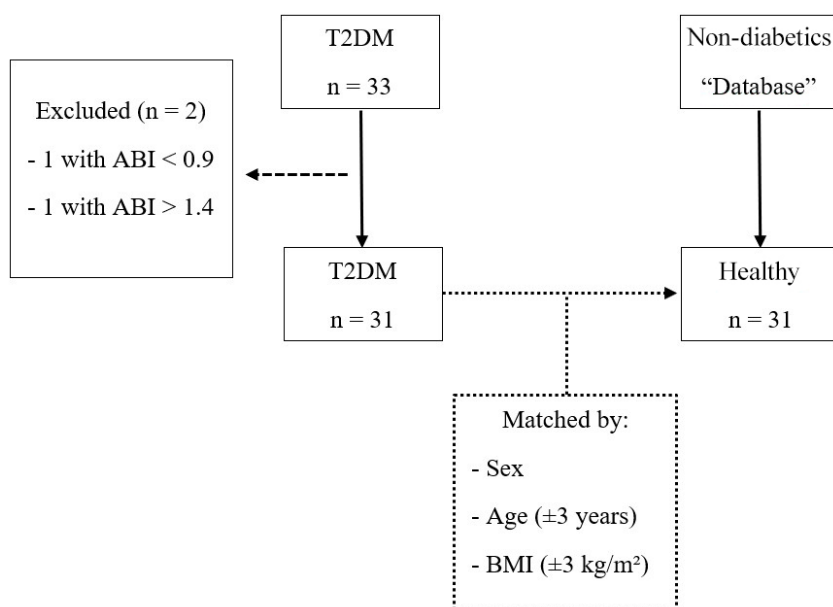 T2DM
n = 33
Non-diabetics
“Database”
Excluded (n = 2)
- 1 with ABI < 0.9
- 1 with ABI > 1.4
T2DM
n = 31
Healthy
n = 31
Matched by:
- Sex
- Age (±3 years)
- BMI (±3 kg/m²)